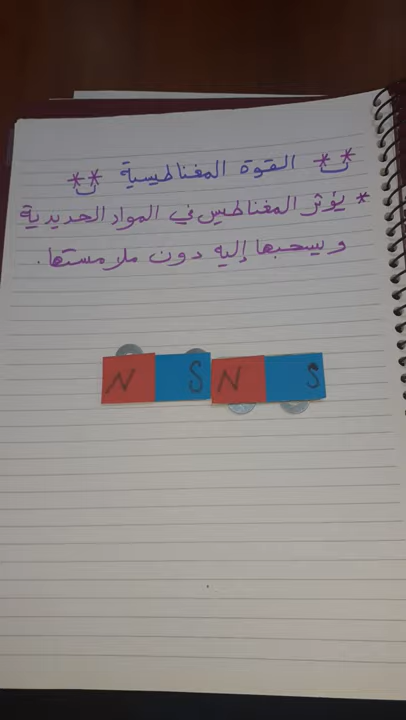 ** القوة المغناطيسية **
* يؤثر المغناطيس في المواد الحديدية
ويسحبها إليه دون ملامستها.
N S N S